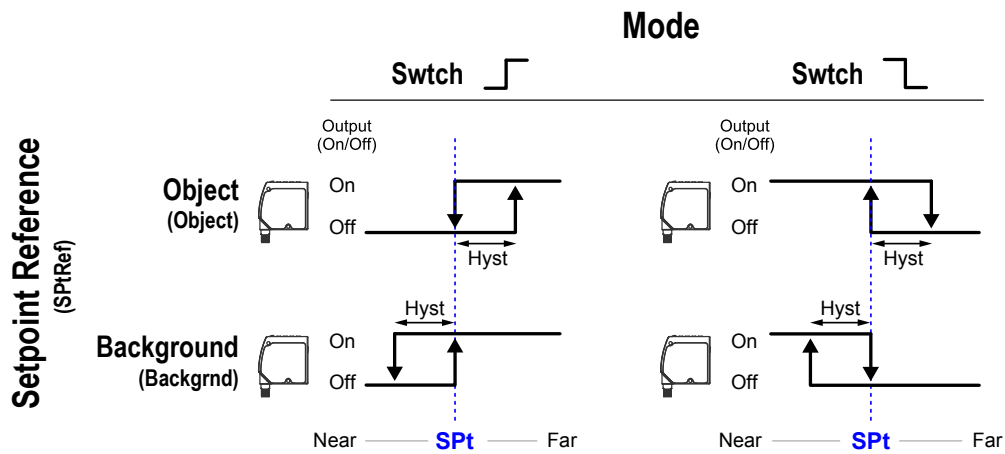 Mode
Swtch
Swtch
Setpoint Reference
(SPtRef)
Output
(On/Off)
Output
(On/Off)
Object
(Object)
On
Off
Hyst
On
Off
Hyst
Background
(Backgrnd)
On
Off
Hyst
On
Off
Hyst
Near
SPt
Far
Near
SPt
Far